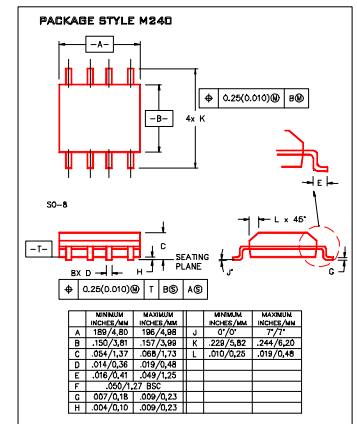 PACKAGE STYLE M240
-A-
0.25(0.010)Ⓜ BⓂ
-B-
4x K
E
SO-8
L x 45°
-T-
C
SEATING
PLANE
8X D
H
J°
G
0.25(0.010)Ⓜ T BⓈ AⓈ
MINIMUM MAXIMUM MINIMUM MAXIMUM
INCHES/MM INCHES/MM INCHES/MM INCHES/MM
A 189/4,80 196/4,98 J 0°/0° 7°/7°
B .150/3,81 .157/3,99 K .229/5,82 .244/6,20
C .054/1,37 .068/1,73 L .010/0,25 .019/0,48
D .014/0,36 .019/0,48
E .016/0,41 .049/1,25
F .050/1,27 BSC
G 007/0,18 .009/0,23
H .004/0,10 .009/0,23